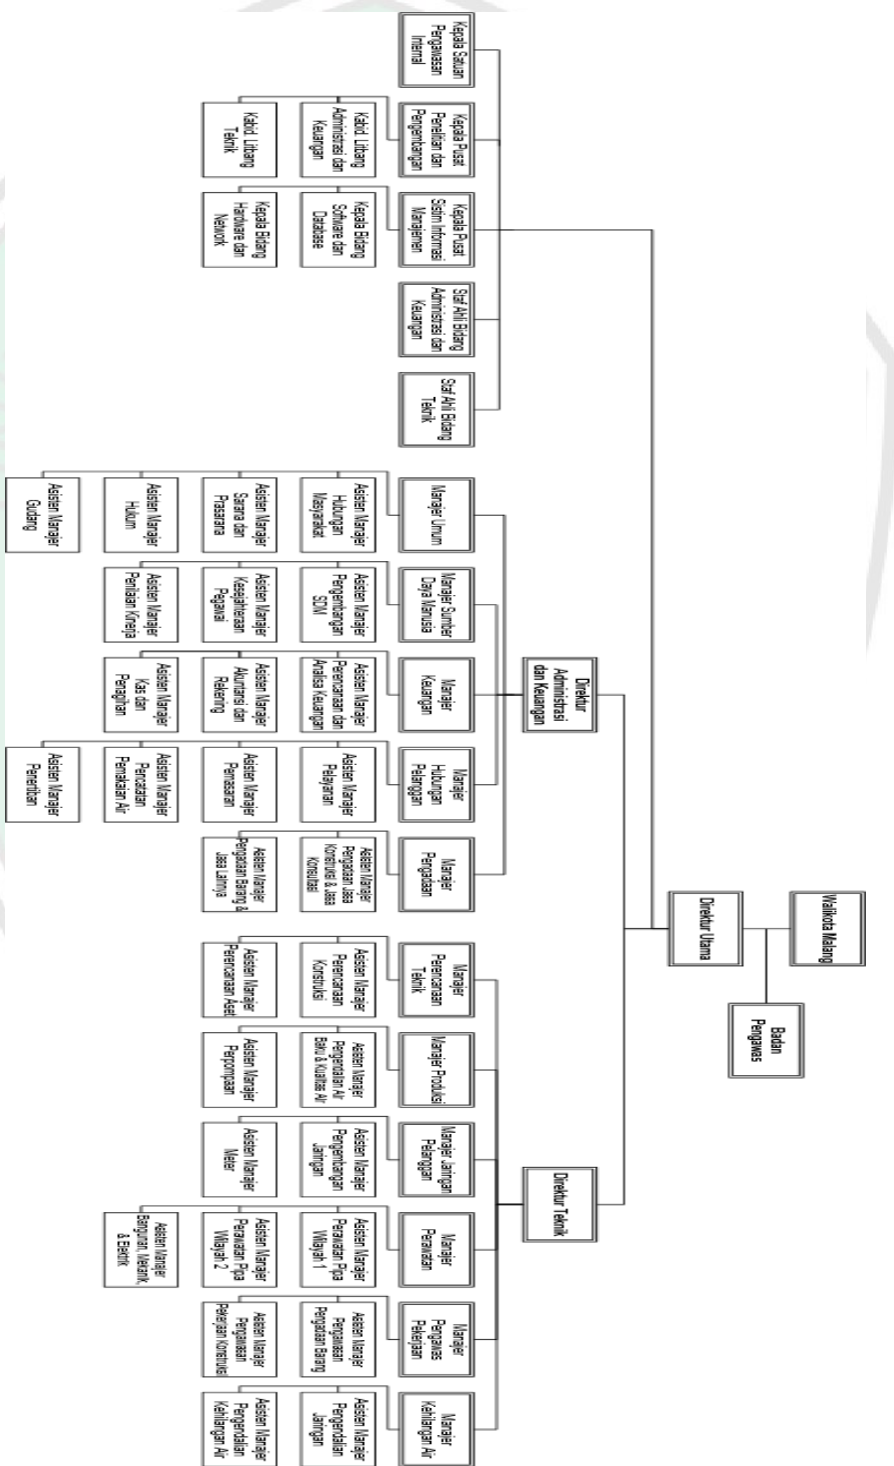 Walikota Malang
Badan
Pengawas
Direktur Utama
Direktur
Administrasi
dan Keuangan
Direktur Teknik
Kepala Satuan
Pengawasan
Internal
Kepala Pusat
Penelitian dan
Pengembangan
Kepala Pusat
Sistim Informasi
Manajemen
Staf Ahli Bidang
Administrasi dan
Keuangan
Staf Ahli Bidang
Teknik
Manajer Umum
Manajer Sumber
Daya Manusia
Manajer
Keuangan
Manajer
Hubungan
Pelanggan
Manajer
Pengadaan
Manajer
Perencanaan
Teknik
Manajer Produksi
Manajer Jaringan
Pelanggan
Manajer
Perawatan
Manajer
Pengawas
Pekerjaan
Manajer
Kehilangan Air
Kabid. Litbang
Administrasi dan
Keuangan
Kepala Bidang
Software dan
Database
Asisten Manajer
Hubungan
Masyarakat
Asisten Manajer
Pengembangan
SDM
Asisten Manajer
Perencanaan dan
Analisa Keuangan
Asisten Manajer
Pelayanan
Asisten Manajer
Pengadaan Jasa
Konstruksi & Jasa
Konsultasi
Asisten Manajer
Perencanaan
Konstruksi
Asisten Manajer
Pengendalian Air
Baku & Kualitas Air
Asisten Manajer
Pengembangan
Jaringan
Asisten Manajer
Perawatan Pipa
Wilayah 1
Asisten Manajer
Pengawasan
Pengadaan Barang
Asisten Manajer
Pengendalian
Jaringan
Kabid. Litbang
Teknik
Kepala Bidang
Hardware dan
Network
Asisten Manajer
Sarana dan
Prasarana
Asisten Manajer
Kesejahteraan
Pegawai
Asisten Manajer
Akuntansi dan
Rekening
Asisten Manajer
Pemasaran
Asisten Manajer
Pengadaan Barang &
Jasa Lainnya
Asisten Manajer
Perencanaan Aset
Asisten Manajer
Perpompaan
Asisten Manajer
Meter
Asisten Manajer
Perawatan Pipa
Wilayah 2
Asisten Manajer
Pengawasan
Pekerjaan Konstruksi
Asisten Manajer
Pengendalian
Kehilangan Air
Asisten Manajer
Hukum
Asisten Manajer
Penilaian Kinerja
Asisten Manajer
Kas dan
Penagihan
Asisten Manajer
Pencatatan
Pemakaian Air
Asisten Manajer
Bangunan, Mekanik,
& Elektrik
Asisten Manajer
Gudang
Asisten Manajer
Penertiban